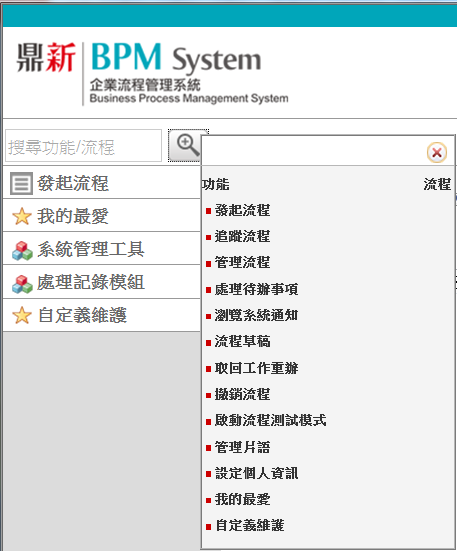 鼎新 BPM System
企業流程管理系統
Business Process Management System
搜尋功能/流程
發起流程
我的最愛
系統管理工具
處理記錄模組
自定義維護
功能 流程
發起流程
追蹤流程
管理流程
處理待辦事項
瀏覽系統通知
流程草稿
取回工作重辦
撤銷流程
啟動流程測試模式
管理片語
設定個人資訊
我的最愛
自定義維護